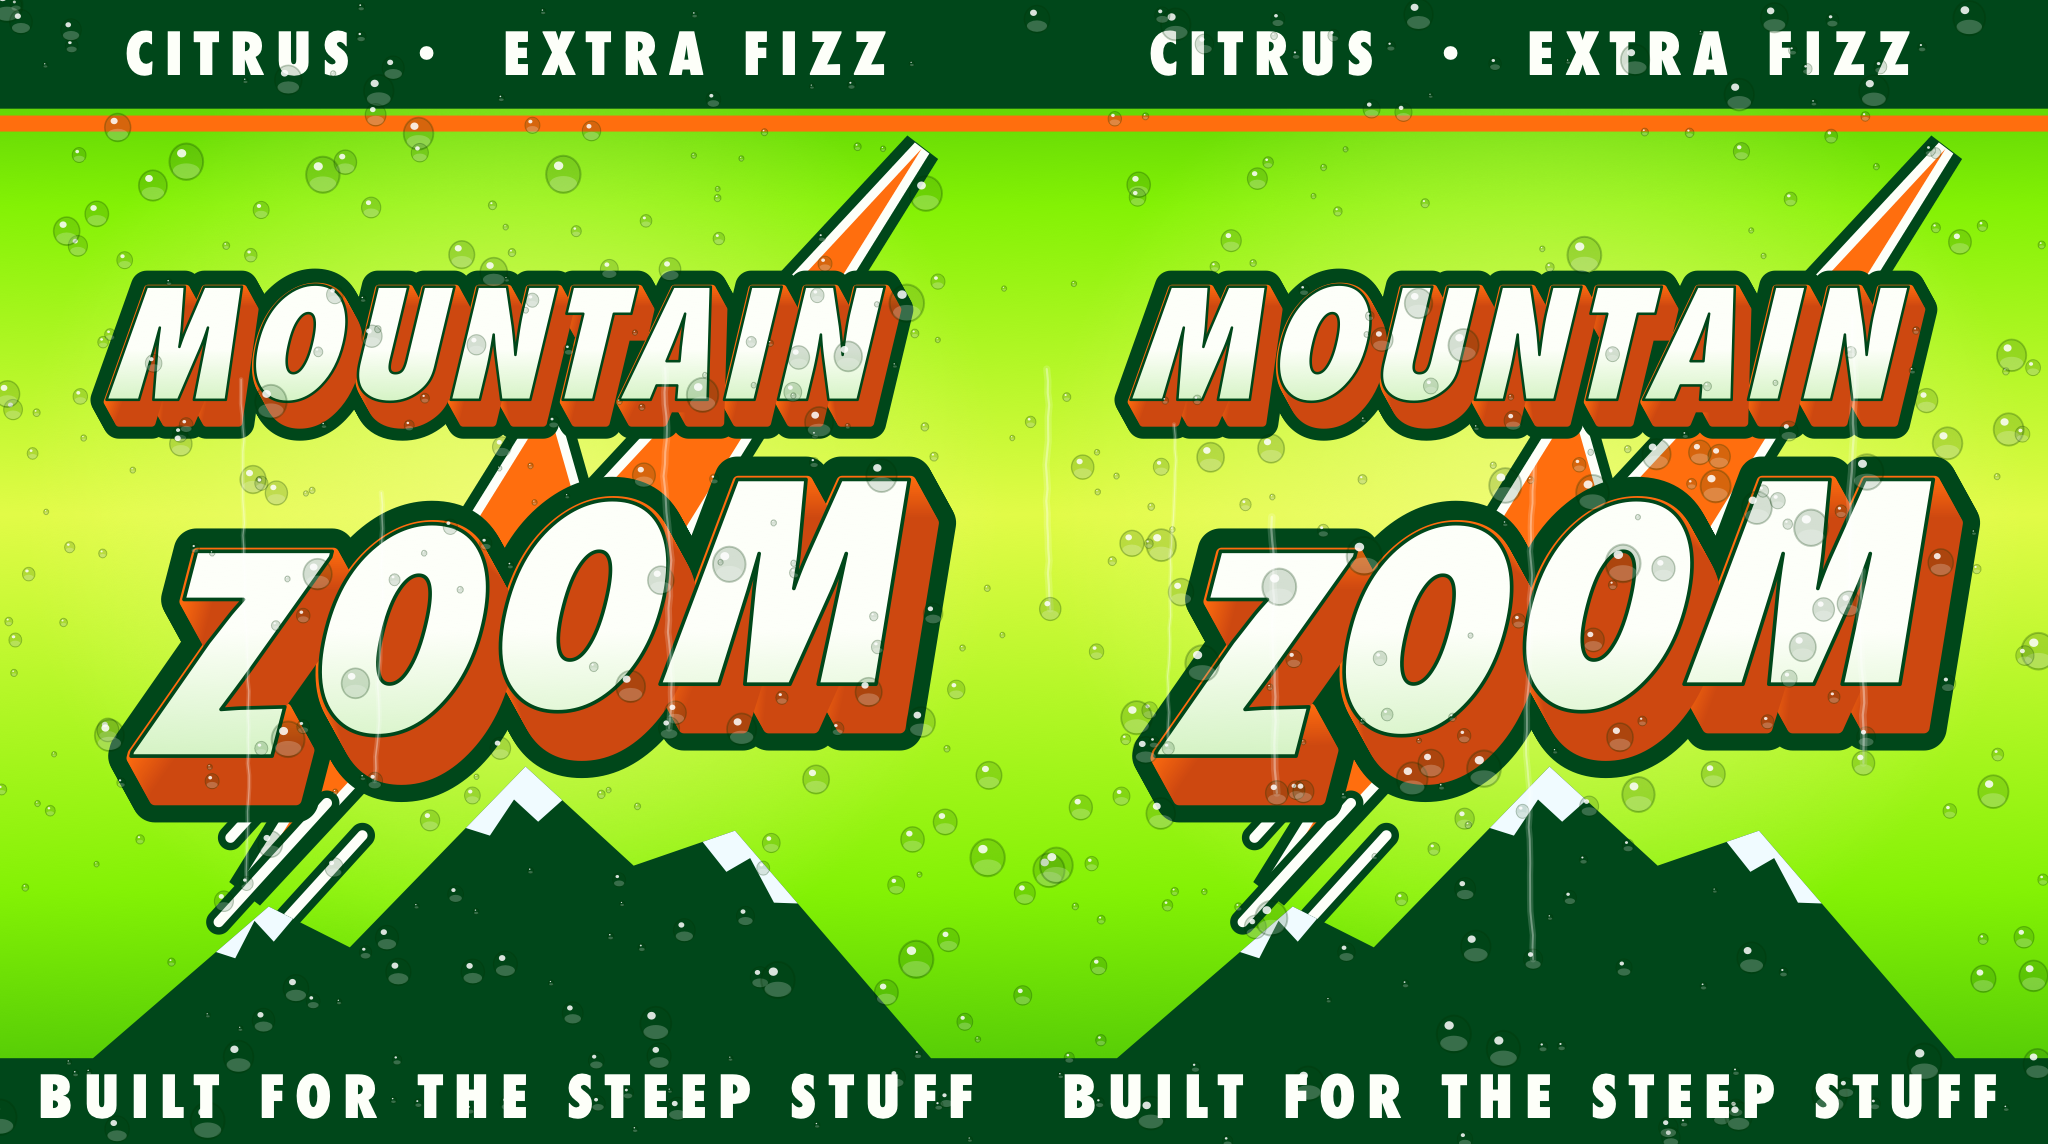 CITRUS • EXTRA FIZZ CITRUS • EXTRA FIZZ
MOUNTAIN MOUNTAIN
ZOOM ZOOM
BUILT FOR THE STEEP STUFF BUILT FOR THE STEEP STUFF